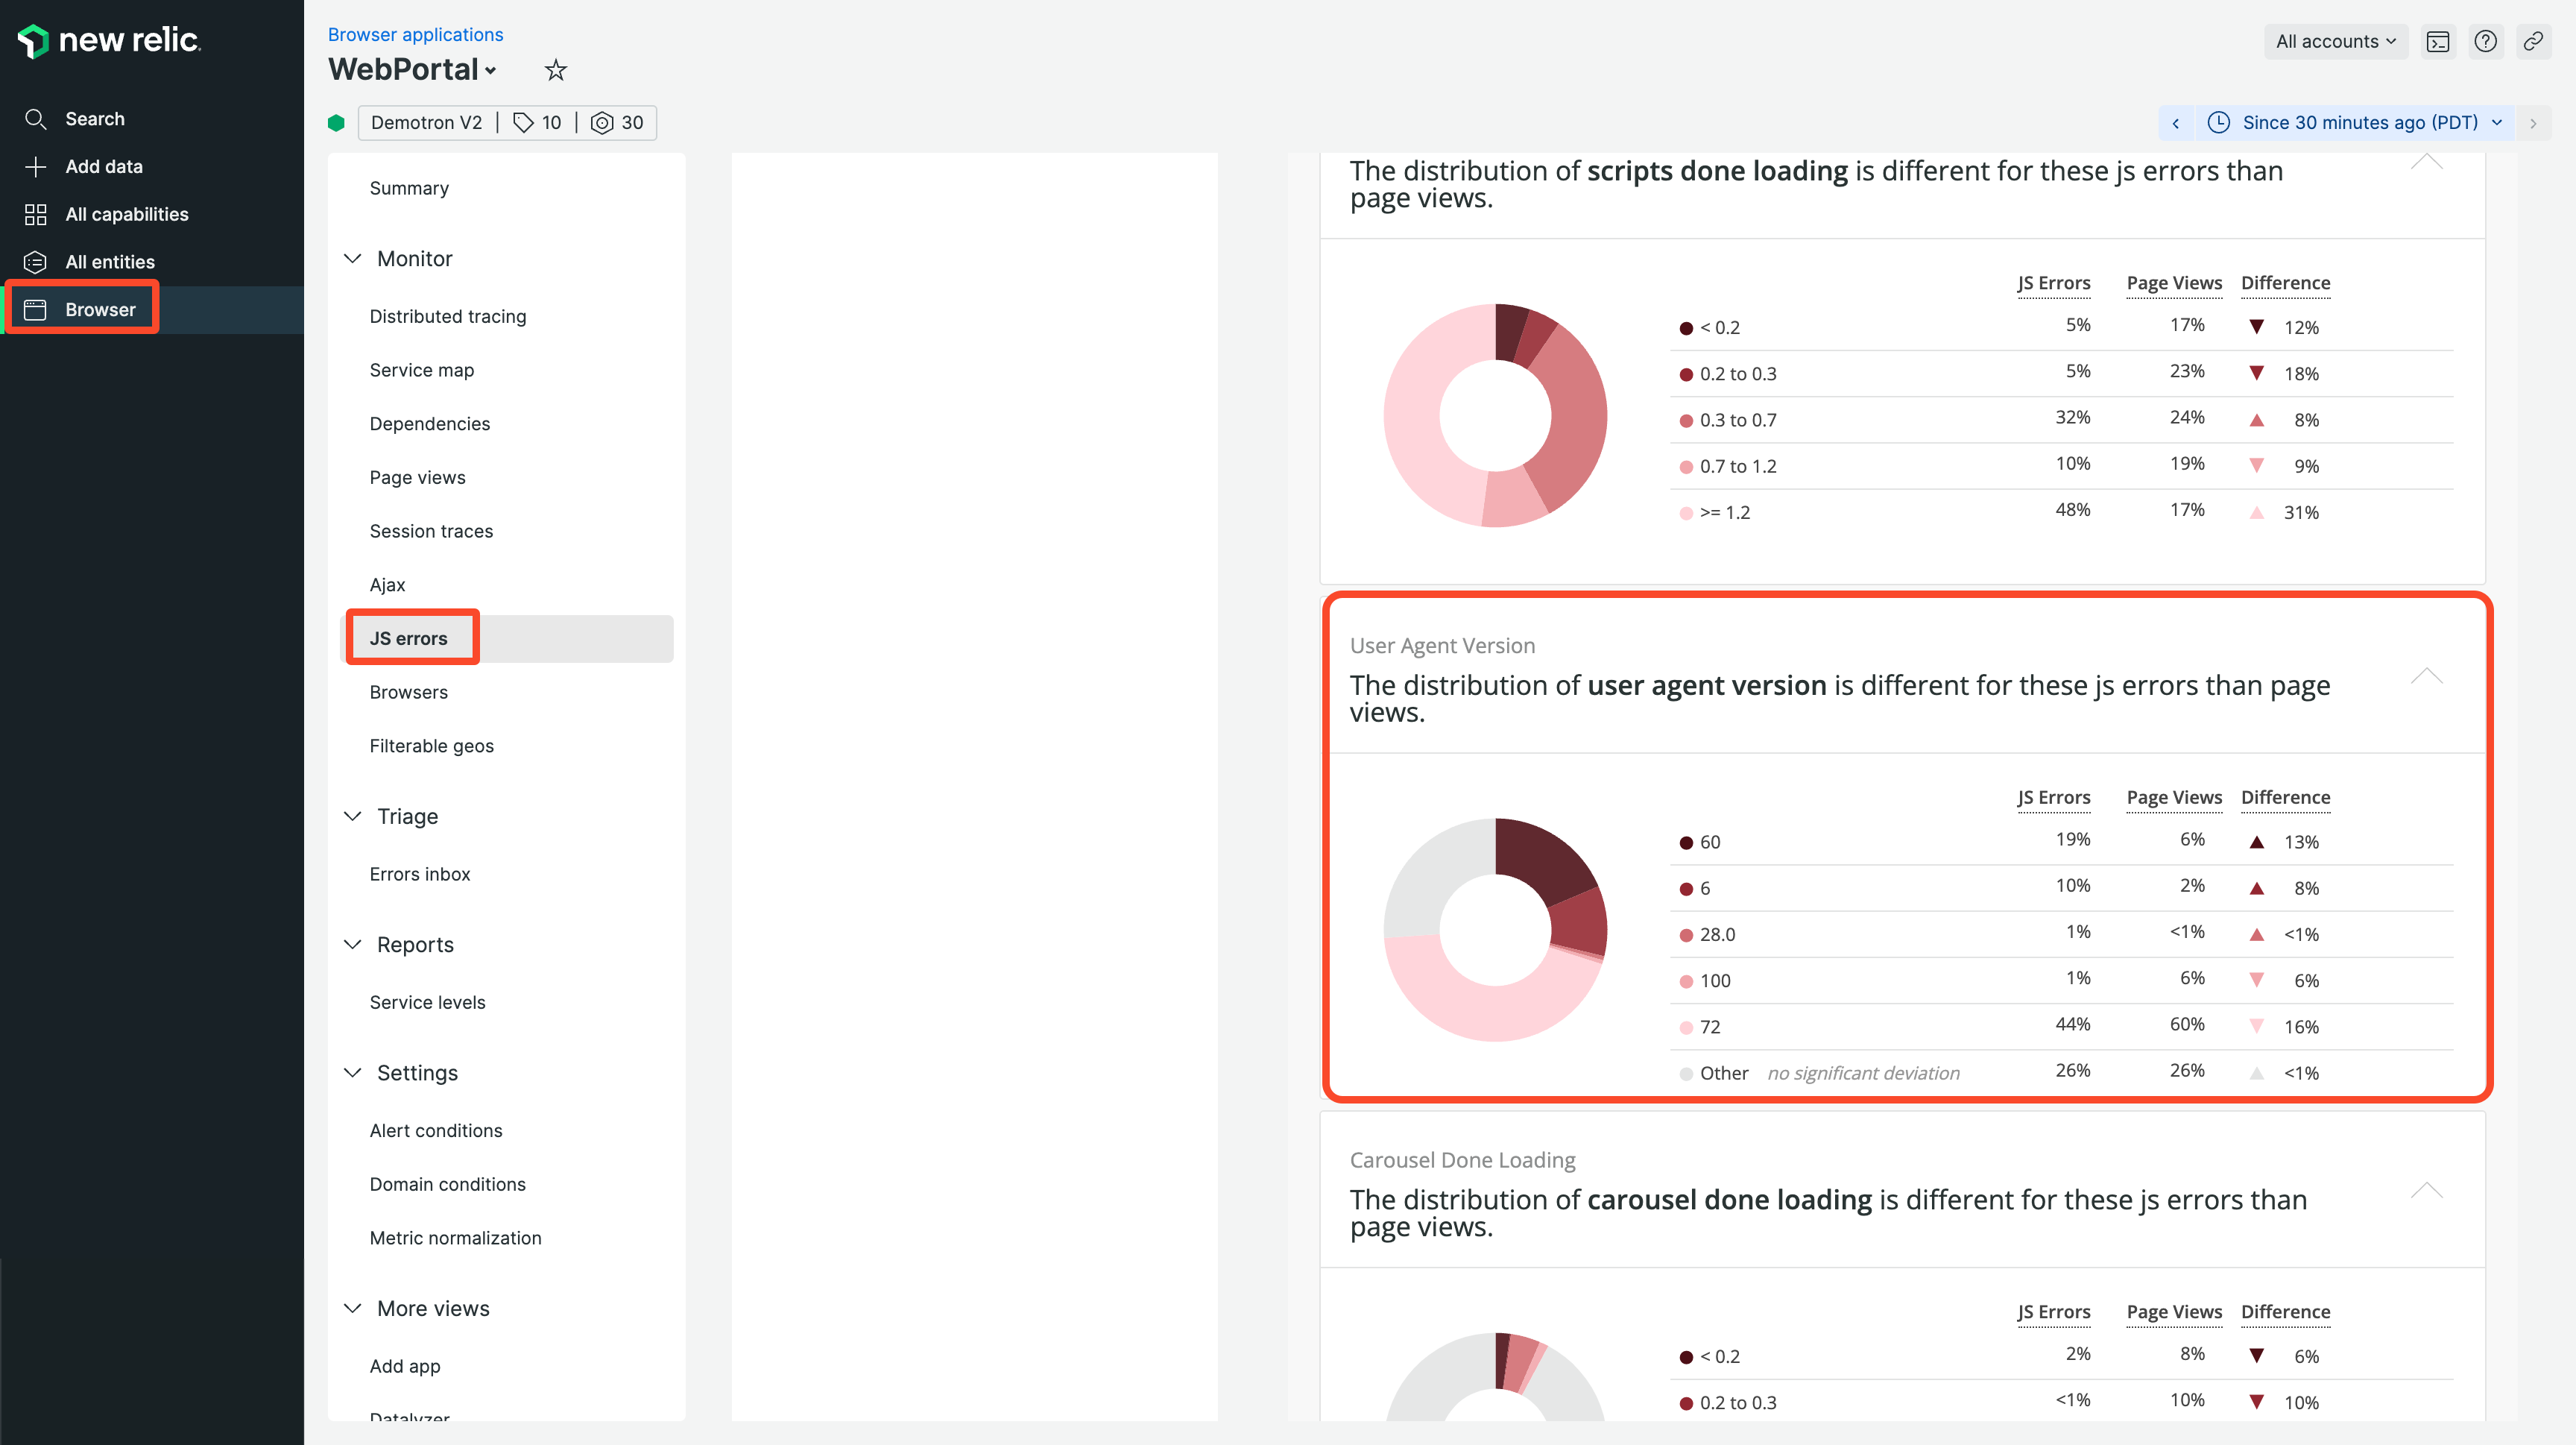 new relic
Search
Add data
All capabilities
All entities
Browser
Browser applications
WebPortal
All accounts
Demotron V2 | 10 | 30
Since 30 minutes ago (PDT)
Summary
Monitor
Distributed tracing
Service map
Dependencies
Page views
Session traces
Ajax
JS errors
Browsers
Filterable geos
Triage
Errors inbox
Reports
Service levels
Settings
Alert conditions
Domain conditions
Metric normalization
More views
Add app
Datalyzer
The distribution of scripts done loading is different for these js errors than
page views.
JS Errors Page Views Difference
< 0.2 5% 17% ▼ 12%
0.2 to 0.3 5% 23% ▼ 18%
0.3 to 0.7 32% 24% ▲ 8%
0.7 to 1.2 10% 19% ▼ 9%
>= 1.2 48% 17% ▲ 31%
User Agent Version
The distribution of user agent version is different for these js errors than page
views.
JS Errors Page Views Difference
60 19% 6% ▲ 13%
6 10% 2% ▲ 8%
28.0 1% <1% ▲ <1%
100 1% 6% ▼ 6%
72 44% 60% ▼ 16%
Other no significant deviation 26% 26% ▲ <1%
Carousel Done Loading
The distribution of carousel done loading is different for these js errors than
page views.
JS Errors Page Views Difference
< 0.2 2% 8% ▼ 6%
0.2 to 0.3 <1% 10% ▼ 10%